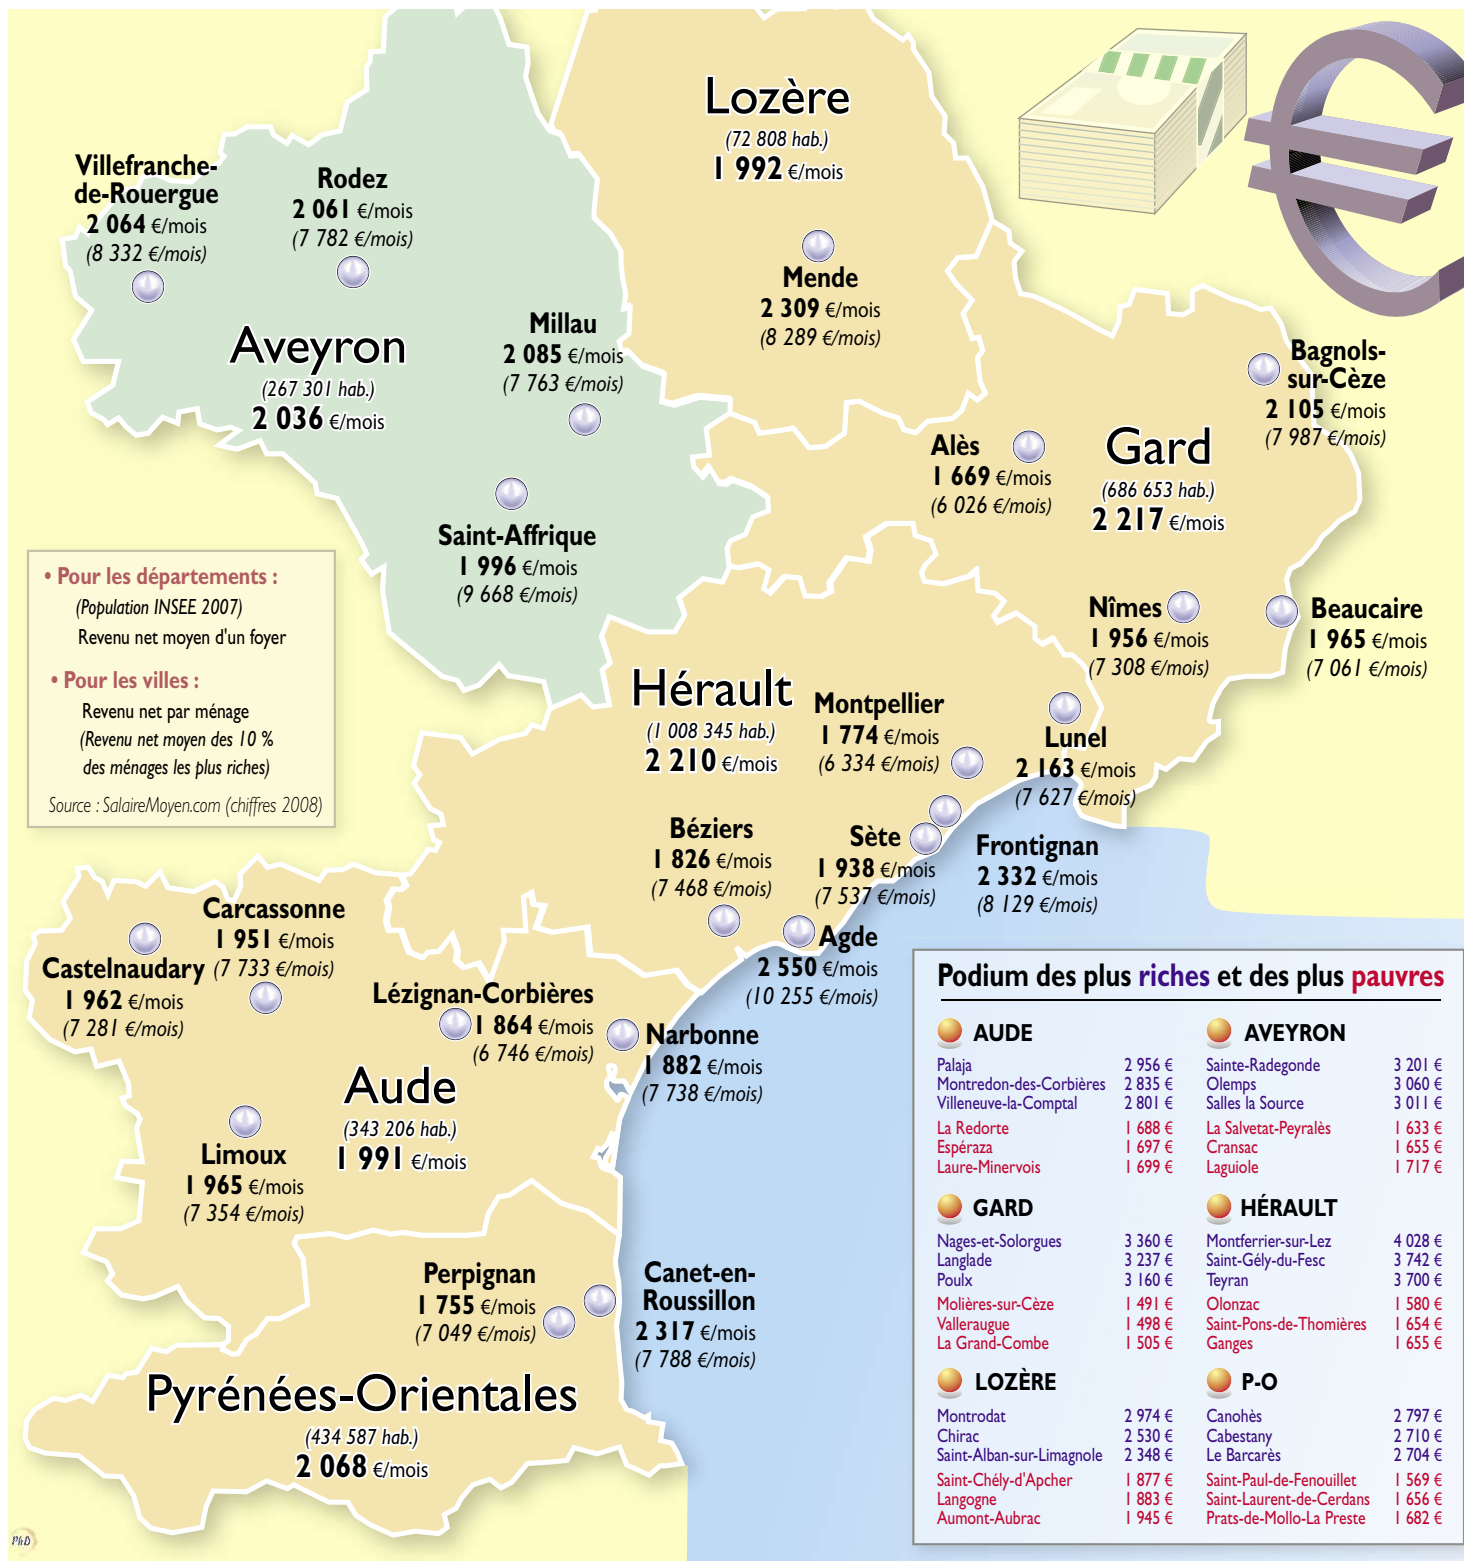 Lozère
(72 808 hab.)
1 992 €/mois
Villefranche-
de-Rouergue
2 064 €/mois
(8 332 €/mois)
Rodez
2 061 €/mois
(7 782 €/mois)
Mende
2 309 €/mois
(8 289 €/mois)
Millau
2 085 €/mois
(7 763 €/mois)
Aveyron
(267 301 hab.)
2 036 €/mois
Bagnols-
sur-Cèze
2 105 €/mois
(7 987 €/mois)
Alès
1 669 €/mois
(6 026 €/mois)
Gard
(686 653 hab.)
2 217 €/mois
Saint-Affrique
1 996 €/mois
(9 668 €/mois)
• Pour les départements :
(Population INSEE 2007)
Revenu net moyen d'un foyer
• Pour les villes :
Revenu net par ménage
(Revenu net moyen des 10 %
des ménages les plus riches)
Source : SalaireMoyen.com (chiffres 2008)
Nîmes
1 956 €/mois
(7 308 €/mois)
Beaucaire
1 965 €/mois
(7 061 €/mois)
Hérault
(1 008 345 hab.)
2 210 €/mois
Montpellier
1 774 €/mois
(6 334 €/mois)
Lunel
2 163 €/mois
(7 627 €/mois)
Béziers
1 826 €/mois
(7 468 €/mois)
Sète
1 938 €/mois
(7 537 €/mois)
Frontignan
2 332 €/mois
(8 129 €/mois)
Agde
2 550 €/mois
(10 255 €/mois)
Carcassonne
1 951 €/mois
(7 733 €/mois)
Castelnaudary
1 962 €/mois
(7 281 €/mois)
Lézignan-Corbières
1 864 €/mois
(6 746 €/mois)
Narbonne
1 882 €/mois
(7 738 €/mois)
Aude
(343 206 hab.)
1 991 €/mois
Limoux
1 965 €/mois
(7 354 €/mois)
Perpignan
1 755 €/mois
(7 049 €/mois)
Canet-en-
Roussillon
2 317 €/mois
(7 788 €/mois)
Pyrénées-Orientales
(434 587 hab.)
2 068 €/mois
PhD
Podium des plus riches et des plus pauvres
AUDE
Palaja 2 956 €
Montredon-des-Corbières 2 835 €
Villeneuve-la-Comptal 2 801 €
La Redorte 1 688 €
Espéraza 1 697 €
Laure-Minervois 1 699 €
AVEYRON
Sainte-Radegonde 3 201 €
Olemps 3 060 €
Salles la Source 3 011 €
La Salvetat-Peyralès 1 633 €
Cransac 1 655 €
Laguiole 1 717 €
GARD
Nages-et-Solorgues 3 360 €
Langlade 3 237 €
Poulx 3 160 €
Molières-sur-Cèze 1 491 €
Valleraugue 1 498 €
La Grand-Combe 1 505 €
HÉRAULT
Montferrier-sur-Lez 4 028 €
Saint-Gély-du-Fesc 3 742 €
Teyran 3 700 €
Olonzac 1 580 €
Saint-Pons-de-Thomières 1 654 €
Ganges 1 655 €
LOZÈRE
Montrodat 2 974 €
Chirac 2 530 €
Saint-Alban-sur-Limagnole 2 348 €
Saint-Chély-d'Apcher 1 877 €
Langogne 1 883 €
Aumont-Aubrac 1 945 €
P-O
Canohès 2 797 €
Cabestany 2 710 €
Le Barcarès 2 704 €
Saint-Paul-de-Fenouillet 1 569 €
Saint-Laurent-de-Cerdans 1 656 €
Prats-de-Mollo-La Preste 1 682 €